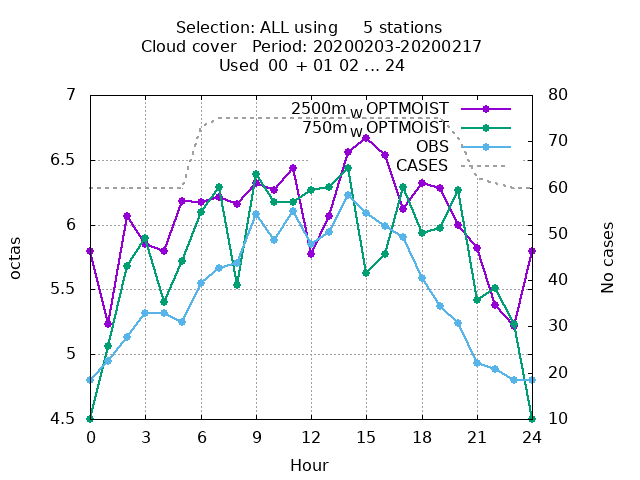 Selection: ALL using 5 stations
Cloud cover Period: 20200203-20200217
Used 00 + 01 02 ... 24
7 80
2500m W OPTMOIST
750m W OPTMOIST 70
OBS
6.5 CASES 60
6 50
octas No cases
5.5 40
30
5 20
4.5 10
0 3 6 9 12 15 18 21 24
Hour